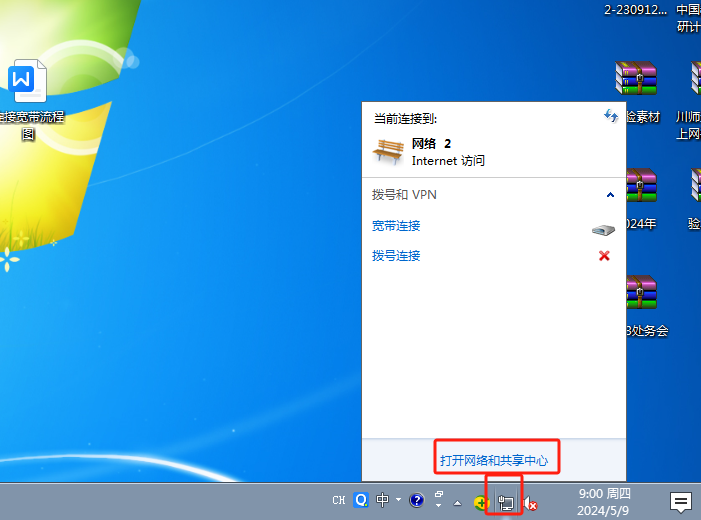 2-230912...
中国
研计
接宽带流程
图
W
验素材
川师
上网
024年
验
3处务会
当前连接到:
网络 2
Internet 访问
拨号和 VPN
宽带连接
拨号连接
打开网络和共享中心
CH
中
9:00 周四
2024/5/9